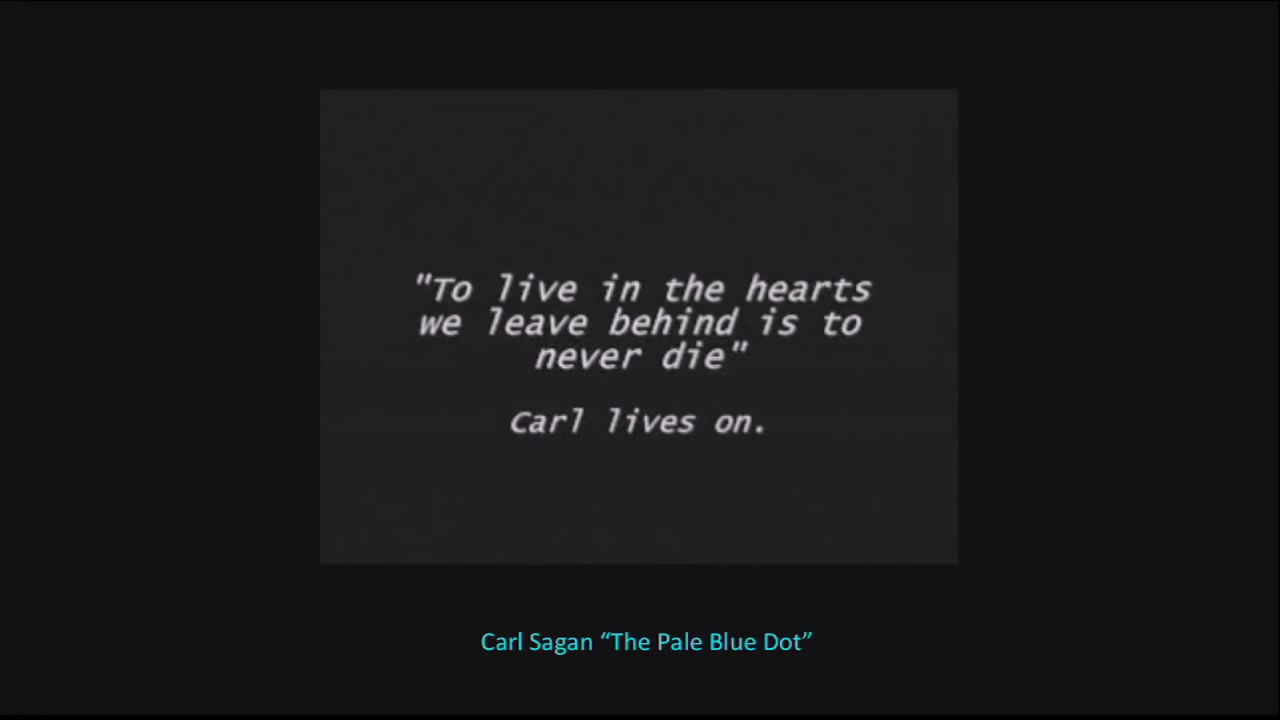 "To live in the hearts
we leave behind is to
never die"
Carl lives on.
Carl Sagan “The Pale Blue Dot”